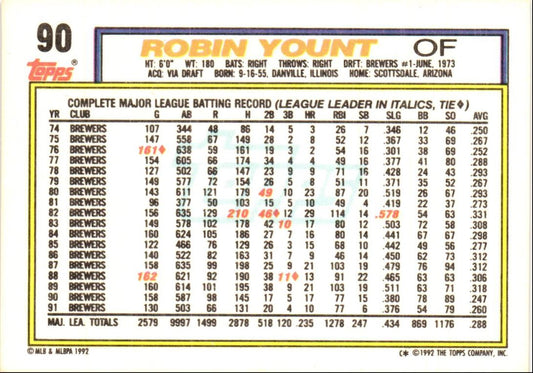 90
Topps®
ROBIN YOUNT OF
HT: 6'0" WT: 180 BATS: RIGHT THROWS: RIGHT DRFT: BREWERS #1-JUNE, 1973
ACQ: VIA DRAFT BORN: 9-16-55, DANVILLE, ILLINOIS HOME: SCOTTSDALE, ARIZONA
COMPLETE MAJOR LEAGUE BATTING RECORD (LEAGUE LEADER IN ITALICS, TIE♦)
YR CLUB G AB R H 2B 3B HR RBI SB SLG BB SO AVG
74 BREWERS 107 344 48 86 14 5 3 26 7 .346 12 46 .250
75 BREWERS 147 558 67 149 28 2 8 52 12 .367 33 69 .267
76 BREWERS 161♦ 638 59 161 19 3 2 54 16 .301 38 69 .252
77 BREWERS 154 605 66 174 34 4 4 49 16 .377 41 80 .288
78 BREWERS 127 502 66 147 23 9 9 71 16 .428 24 43 .293
79 BREWERS 149 577 72 154 26 5 8 51 11 .371 35 52 .267
80 BREWERS 143 611 121 179 49 10 23 87 20 .519 26 67 .293
81 BREWERS 96 377 50 103 15 5 10 49 4 .419 22 37 .273
82 BREWERS 156 635 129 210 46♦ 12 29 114 14 .578 54 63 .331
83 BREWERS 149 578 102 178 42 10 17 80 12 .503 72 58 .308
84 BREWERS 160 624 105 186 27 7 16 80 14 .441 67 67 .298
85 BREWERS 122 466 76 129 26 3 15 68 10 .442 49 56 .277
86 BREWERS 140 522 82 163 31 7 9 46 14 .450 62 73 .312
87 BREWERS 158 635 99 198 25 9 21 103 19 .479 76 94 .312
88 BREWERS 162 621 92 190 38 11♦ 13 91 22 .465 63 63 .306
89 BREWERS 160 614 101 195 38 9 21 103 19 .511 63 71 .318
90 BREWERS 158 587 98 145 17 5 17 77 15 .380 78 89 .247
91 BREWERS 130 503 66 131 20 4 10 77 6 .376 54 79 .260
MAJ. LEA. TOTALS 2579 9997 1499 2878 518 120 235 1278 247 .434 869 1176 .288
© MLB & MLBPA 1992 C* © 1992 THE TOPPS COMPANY, INC.